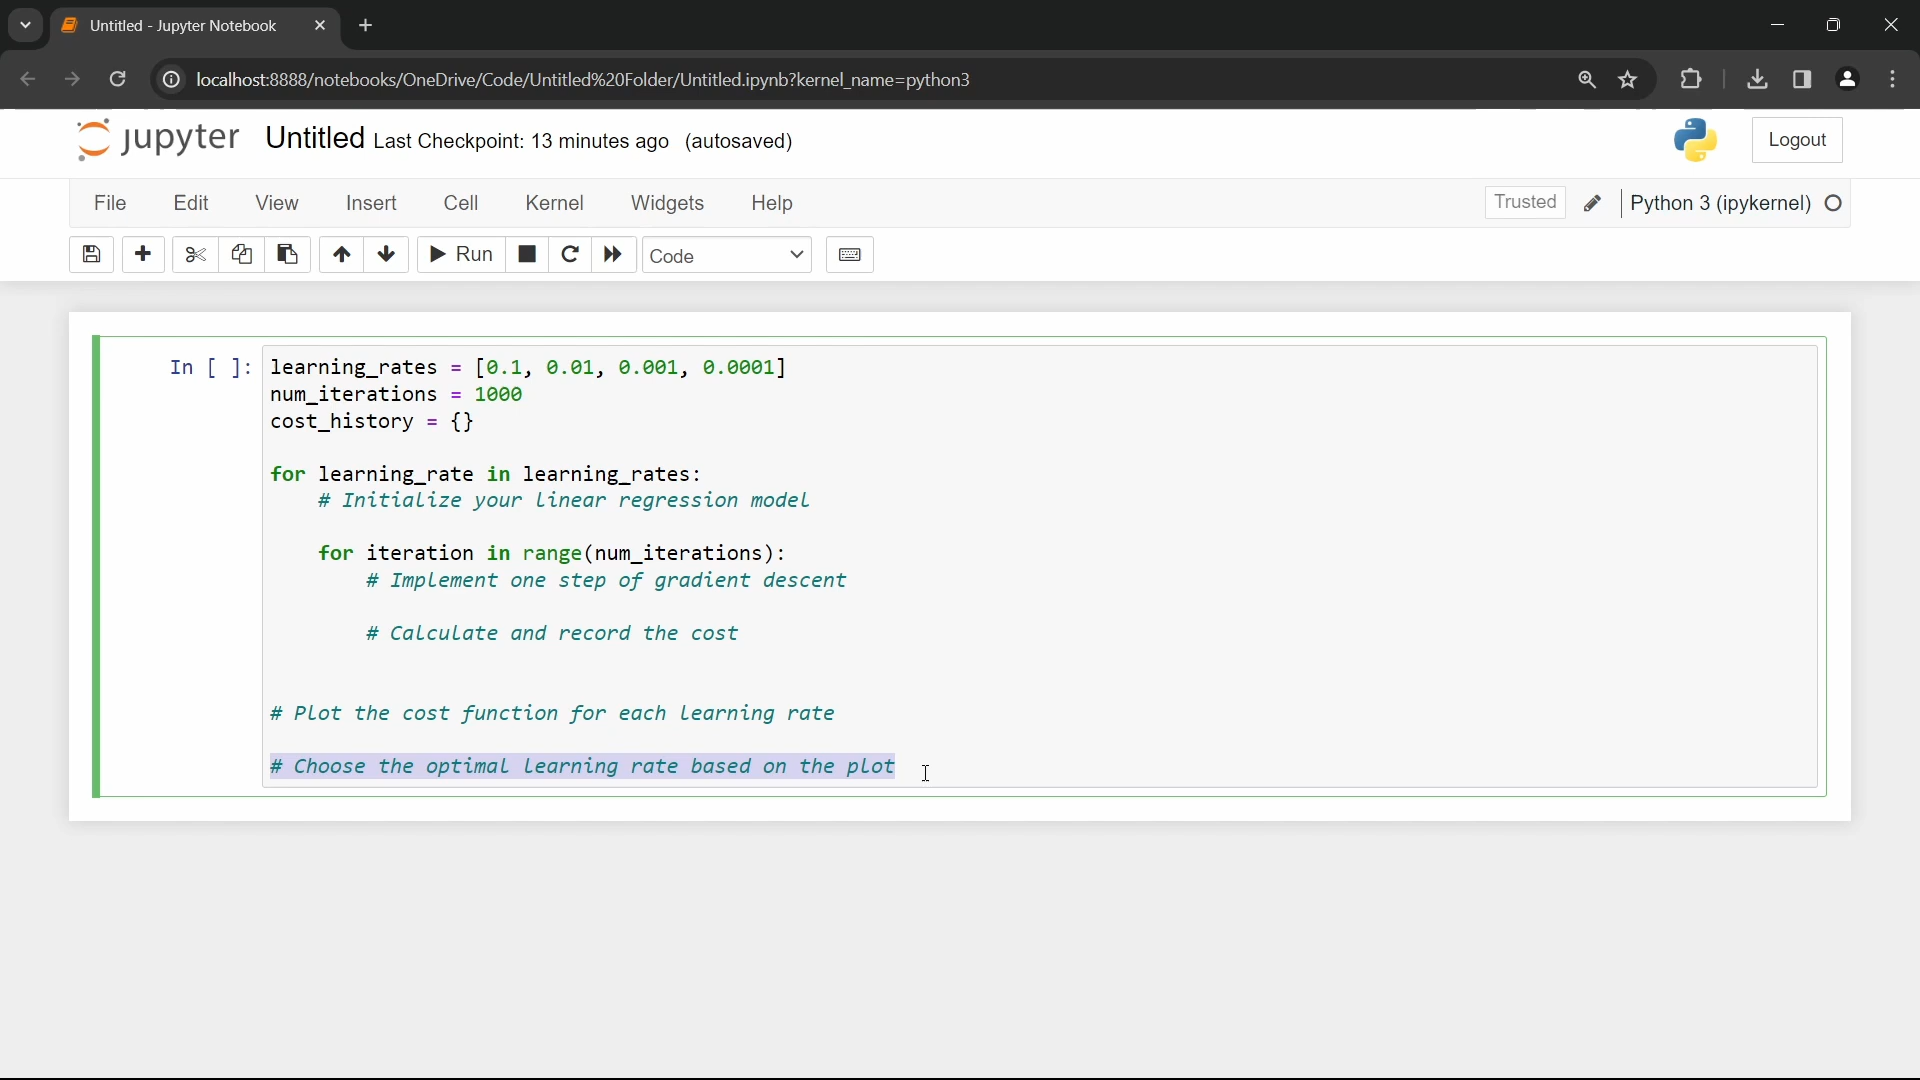 Untitled - Jupyter Notebook
localhost:8888/notebooks/OneDrive/Code/Untitled%20Folder/Untitled.ipynb?kernel_name=python3
jupyter Untitled Last Checkpoint: 13 minutes ago (autosaved) Logout
File Edit View Insert Cell Kernel Widgets Help Trusted Python 3 (ipykernel)
Run Code
In [ ]: learning_rates = [0.1, 0.01, 0.001, 0.0001]
num_iterations = 1000
cost_history = {}
for learning_rate in learning_rates:
# Initialize your linear regression model
for iteration in range(num_iterations):
# Implement one step of gradient descent
# Calculate and record the cost
# Plot the cost function for each learning rate
# Choose the optimal learning rate based on the plot